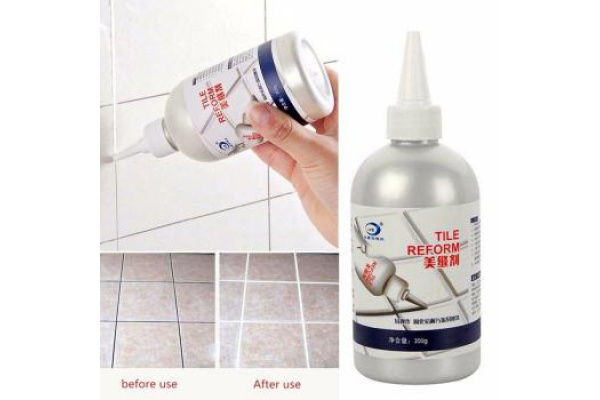 TILE
REFORM
美缝剂
TILE
REFORM
美缝剂
净含量: 300g
before use
After use